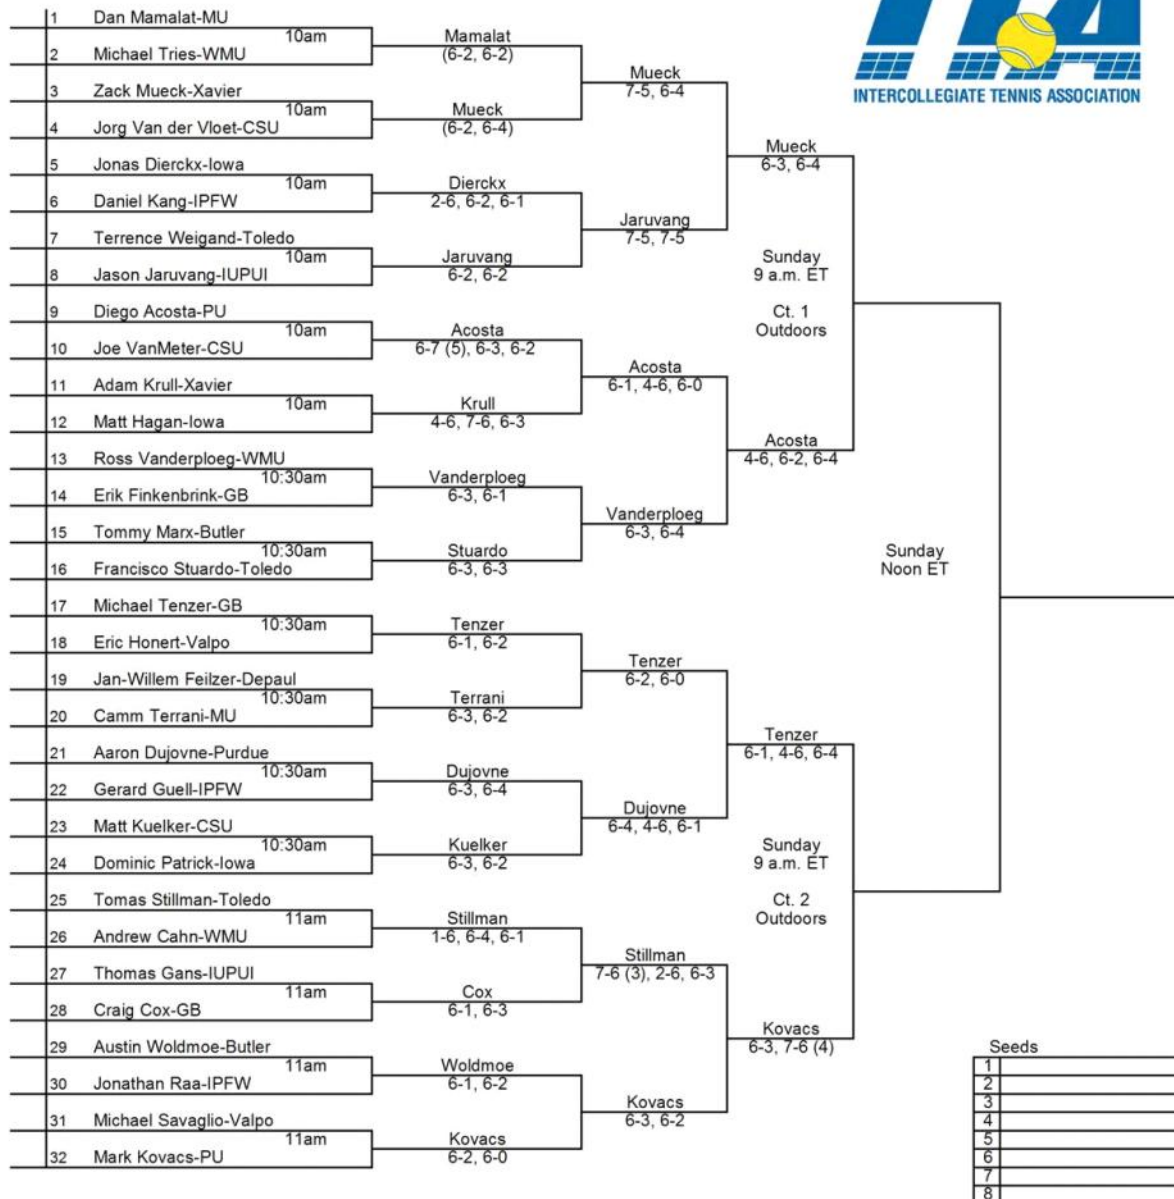 ITA
INTERCOLLEGIATE TENNIS ASSOCIATION
1 Dan Mamalat-MU
10am
2 Michael Tries-WMU
3 Zack Mueck-Xavier
10am
4 Jorg Van der Vloet-CSU
5 Jonas Dierckx-Iowa
10am
6 Daniel Kang-IPFW
7 Terrence Weigand-Toledo
10am
8 Jason Jaruvang-IUPUI
9 Diego Acosta-PU
10am
10 Joe VanMeter-CSU
11 Adam Krull-Xavier
10am
12 Matt Hagan-Iowa
13 Ross Vanderploeg-WMU
10:30am
14 Erik Finkenbrink-GB
15 Tommy Marx-Butler
10:30am
16 Francisco Stuardo-Toledo
17 Michael Tenzer-GB
10:30am
18 Eric Honert-Valpo
19 Jan-Willem Feilzer-Depaul
10:30am
20 Camm Terrani-MU
21 Aaron Dujovne-Purdue
10:30am
22 Gerard Guell-IPFW
23 Matt Kuelker-CSU
10:30am
24 Dominic Patrick-Iowa
25 Tomas Stillman-Toledo
11am
26 Andrew Cahn-WMU
27 Thomas Gans-IUPUI
11am
28 Craig Cox-GB
29 Austin Woldmoe-Butler
11am
30 Jonathan Raa-IPFW
31 Michael Savaglio-Valpo
11am
32 Mark Kovacs-PU
Mamalat
(6-2, 6-2)
Mueck
(6-2, 6-4)
Dierckx
2-6, 6-2, 6-1
Jaruvang
6-2, 6-2
Acosta
6-7 (5), 6-3, 6-2
Krull
4-6, 7-6, 6-3
Vanderploeg
6-3, 6-1
Stuardo
6-3, 6-3
Tenzer
6-1, 6-2
Terrani
6-3, 6-2
Dujovne
6-3, 6-4
Kuelker
6-3, 6-2
Stillman
1-6, 6-4, 6-1
Cox
6-1, 6-3
Woldmoe
6-1, 6-2
Kovacs
6-2, 6-0
Mueck
7-5, 6-4
Jaruvang
7-5, 7-5
Acosta
6-1, 4-6, 6-0
Vanderploeg
6-3, 6-4
Tenzer
6-2, 6-0
Dujovne
6-4, 4-6, 6-1
Stillman
7-6 (3), 2-6, 6-3
Kovacs
6-3, 6-2
Mueck
6-3, 6-4
Sunday
9 a.m. ET
Ct. 1
Outdoors
Acosta
4-6, 6-2, 6-4
Tenzer
6-1, 4-6, 6-4
Sunday
9 a.m. ET
Ct. 2
Outdoors
Kovacs
6-3, 7-6 (4)
Sunday
Noon ET
Seeds
1
2
3
4
5
6
7
8